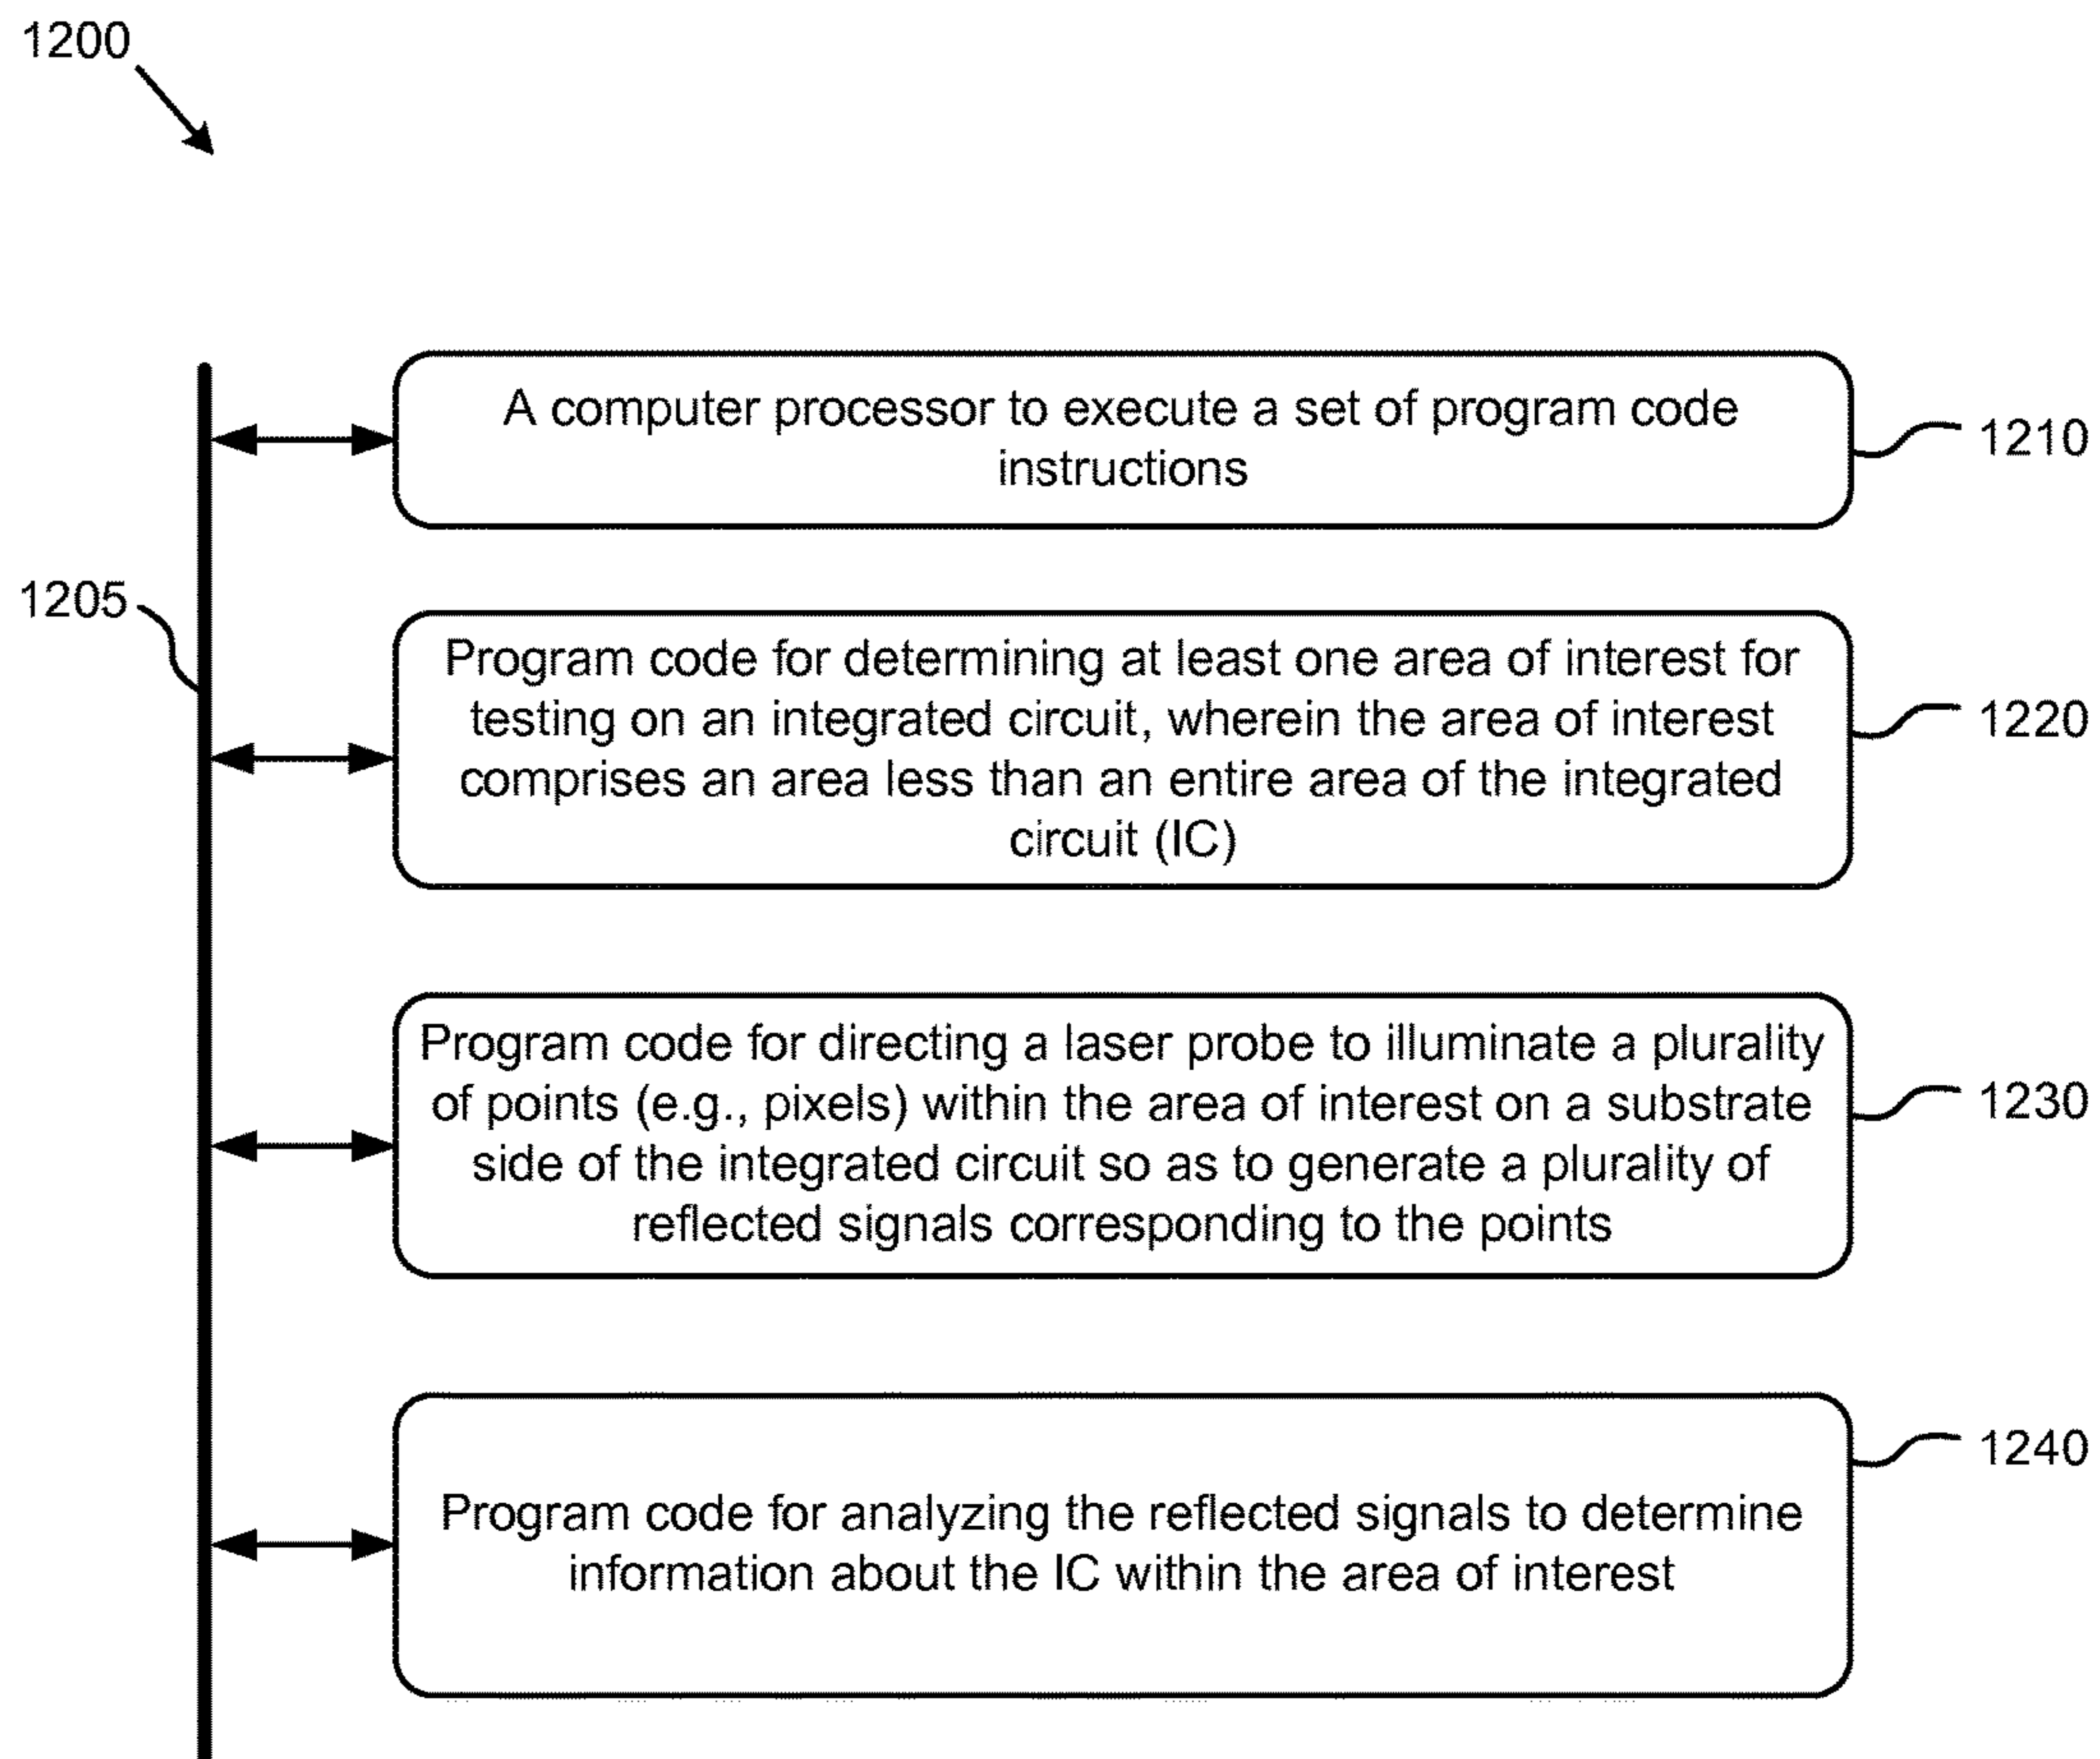 1200
A computer processor to execute a set of program code
instructions
1210
1205
Program code for determining at least one area of interest for
testing on an integrated circuit, wherein the area of interest
comprises an area less than an entire area of the integrated
circuit (IC)
1220
Program code for directing a laser probe to illuminate a plurality
of points (e.g., pixels) within the area of interest on a substrate
side of the integrated circuit so as to generate a plurality of
reflected signals corresponding to the points
1230
Program code for analyzing the reflected signals to determine
information about the IC within the area of interest
1240